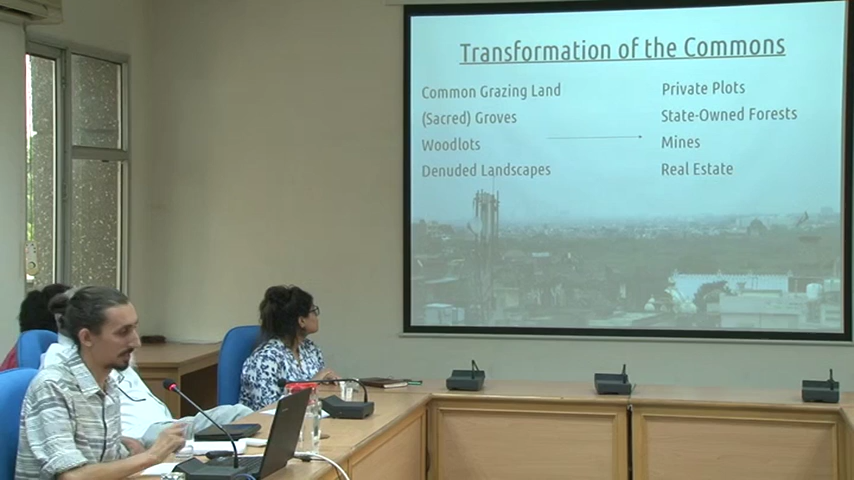 Transformation of the Commons
Common Grazing Land
(Sacred) Groves
Woodlots
Denuded Landscapes
Private Plots
State-Owned Forests
Mines
Real Estate